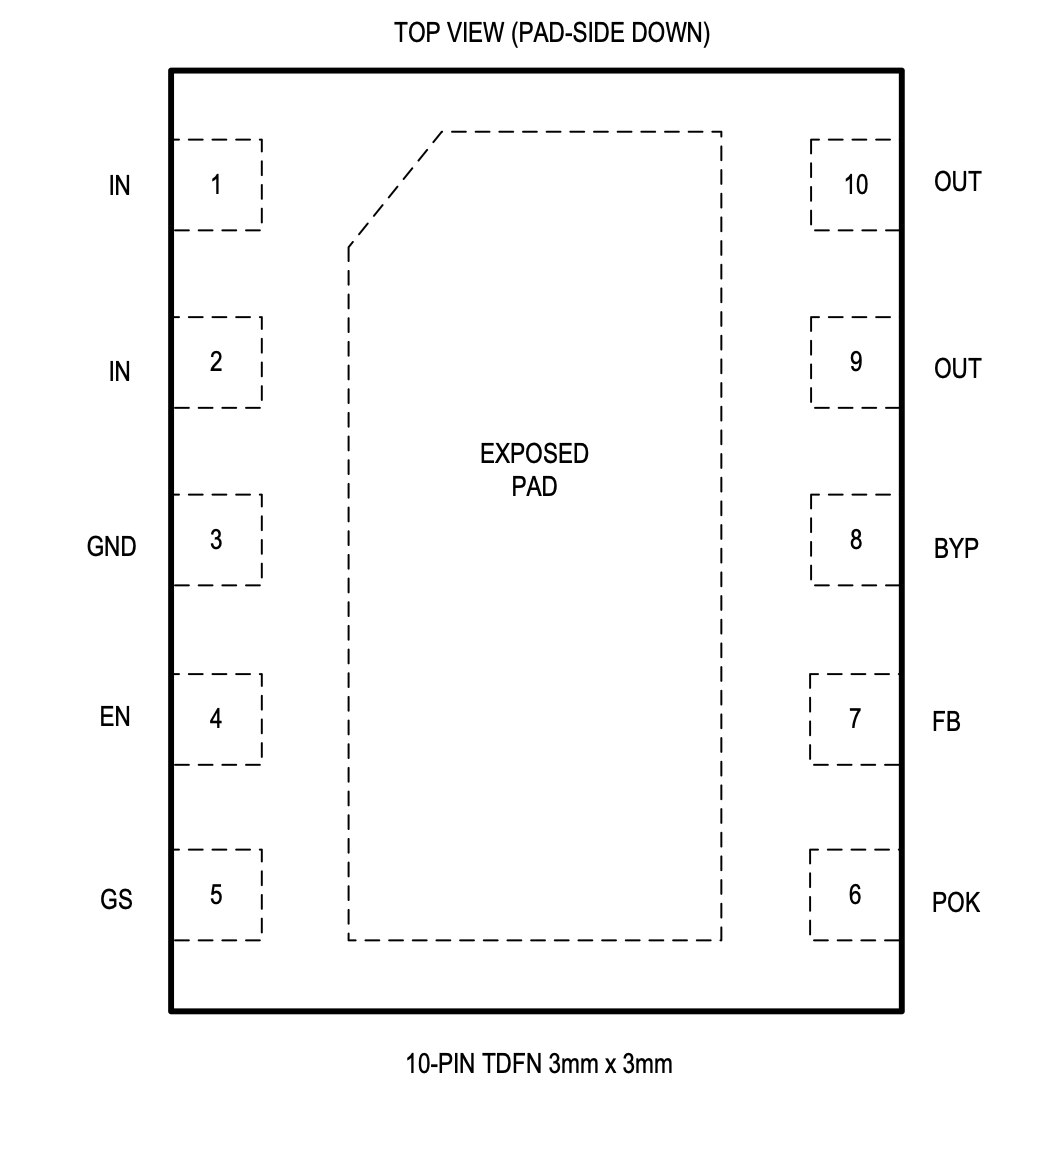 TOP VIEW (PAD-SIDE DOWN)
IN 1 10 OUT
IN 2 9 OUT
EXPOSED
PAD
GND 3 8 BYP
EN 4 7 FB
GS 5 6 POK
10-PIN TDFN 3mm x 3mm